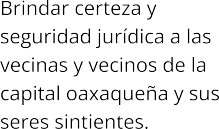 Brindar certeza y
seguridad jurídica a las
vecinas y vecinos de la
capital oaxaqueña y sus
seres sintientes.